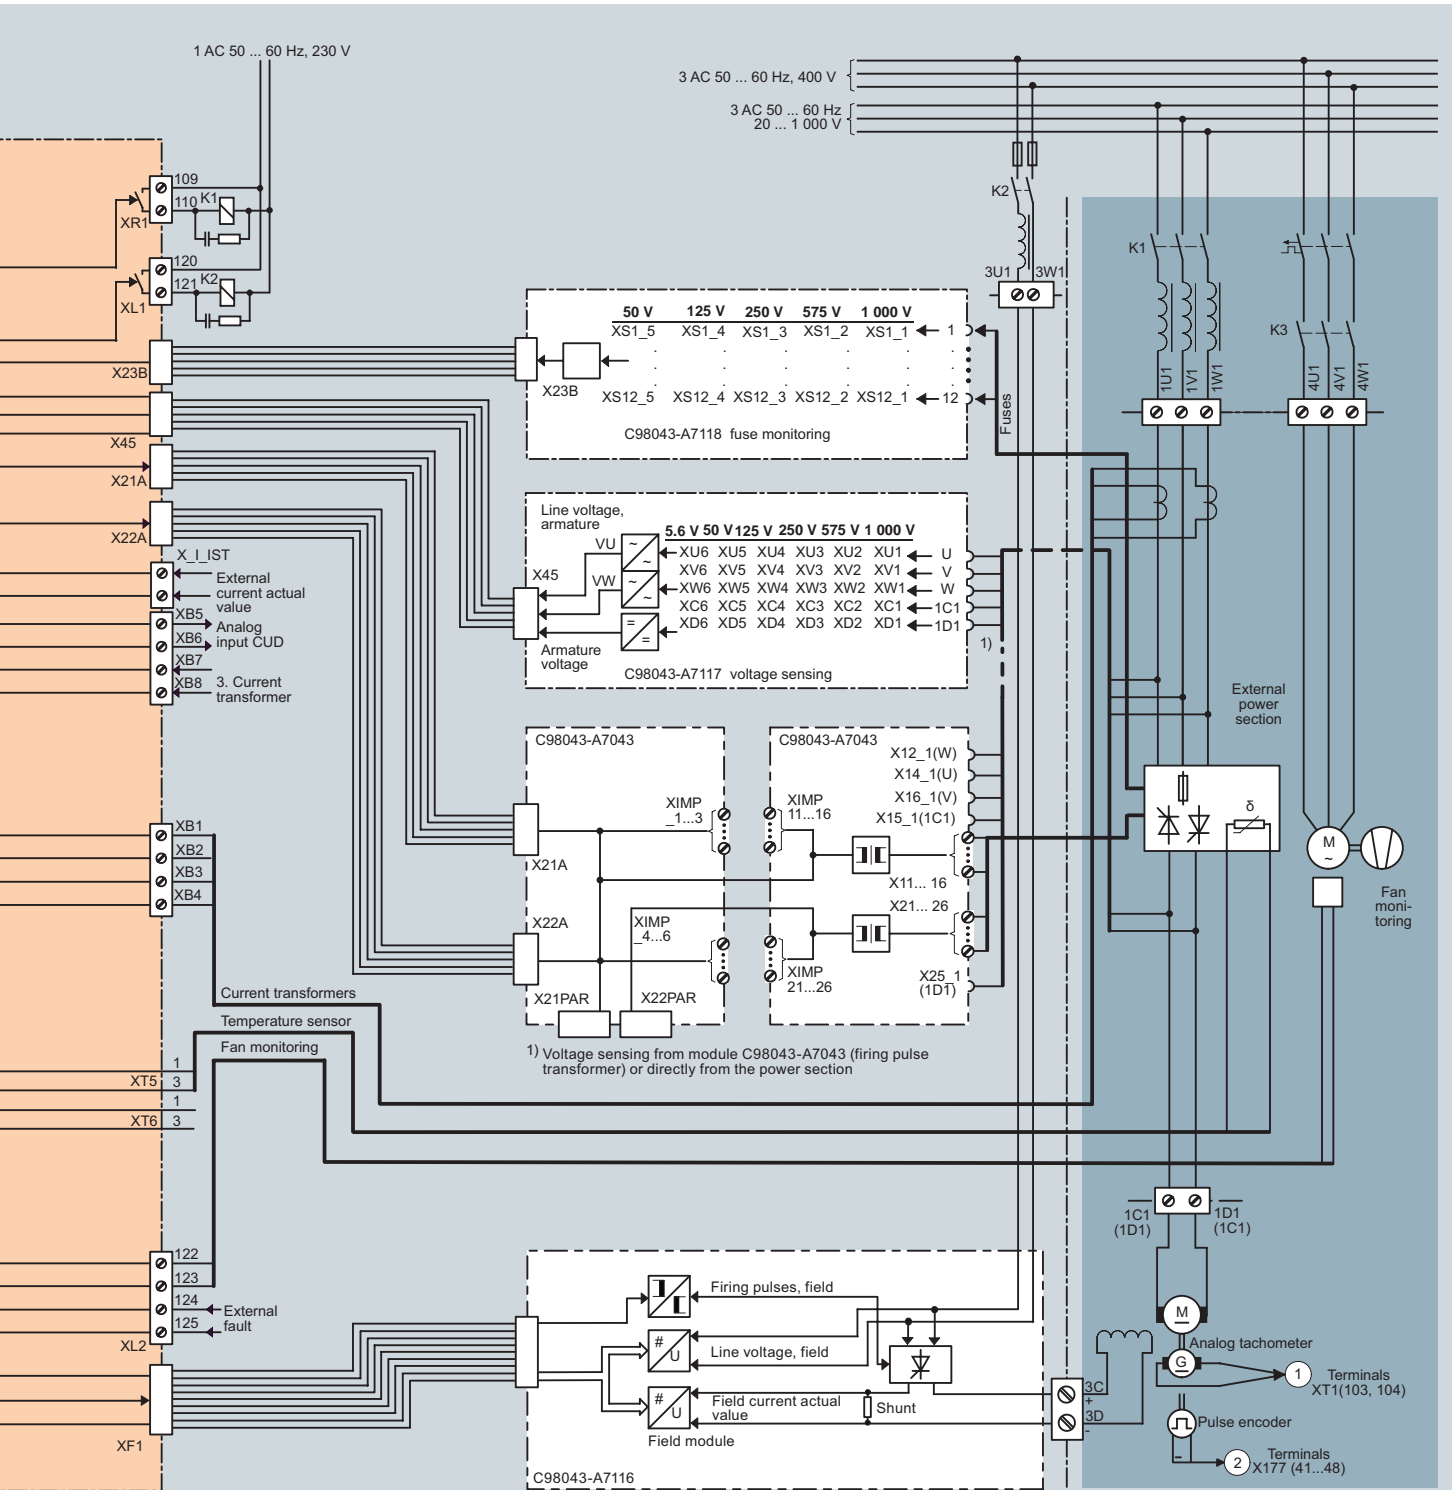 1 AC 50 ... 60 Hz, 230 V
3 AC 50 ... 60 Hz, 400 V
3 AC 50 ... 60 Hz
20 ... 1 000 V
109
110
K1
XR1
120
121
K2
XL1
X23B
X45
X21A
X22A
X_I_IST
External
current actual
value
XB5
Analog
XB6
input CUD
XB7
XB8
3. Current
transformer
XB1
XB2
XB3
XB4
Current transformers
Temperature sensor
Fan monitoring
1
XT5
3
1
XT6
3
122
123
124
External
125
fault
XL2
XF1
K2
3U1
3W1
50 V 125 V 250 V 575 V 1 000 V
XS1_5 XS1_4 XS1_3 XS1_2 XS1_1 1
. . . . . .
. . . . . .
. . . . . .
XS12_5 XS12_4 XS12_3 XS12_2 XS12_1 12
X23B
C98043-A7118 fuse monitoring
Fuses
Line voltage,
armature
5.6 V 50 V 125 V 250 V 575 V 1 000 V
VU
~
~
XU6 XU5 XU4 XU3 XU2 XU1 U
XV6 XV5 XV4 XV3 XV2 XV1 V
X45
VW
~
~
XW6 XW5 XW4 XW3 XW2 XW1 W
XC6 XC5 XC4 XC3 XC2 XC1 1C1
XD6 XD5 XD4 XD3 XD2 XD1 1D1
=
=
Armature
voltage
C98043-A7117 voltage sensing
1)
C98043-A7043
XIMP
_1...3
X21A
X22A
XIMP
_4...6
X21PAR
X22PAR
C98043-A7043
X12_1(W)
X14_1(U)
X16_1(V)
X15_1(1C1)
XIMP
11...16
X11... 16
X21... 26
XIMP
21...26
X25_1
(1D1)
1) Voltage sensing from module C98043-A7043 (firing pulse
transformer) or directly from the power section
K1
K3
1U1
1V1
1W1
4U1
4V1
4W1
External
power
section
δ
M
~
Fan
moni-
toring
1C1
(1D1)
1D1
(1C1)
M
Analog tachometer
G
1
Terminals
XT1(103, 104)
Pulse encoder
2
Terminals
X177 (41...48)
Firing pulses, field
#
U
Line voltage, field
#
U
Field current actual
value
Shunt
Field module
C98043-A7116
3C
+
3D
-